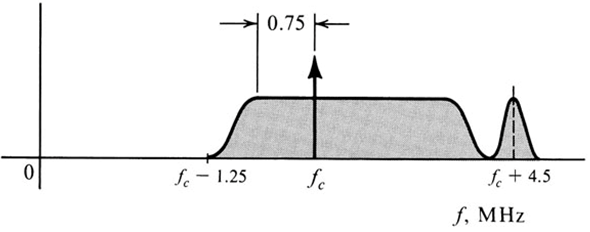 0.75
0
f_c − 1.25
f_c
f_c + 4.5
f, MHz